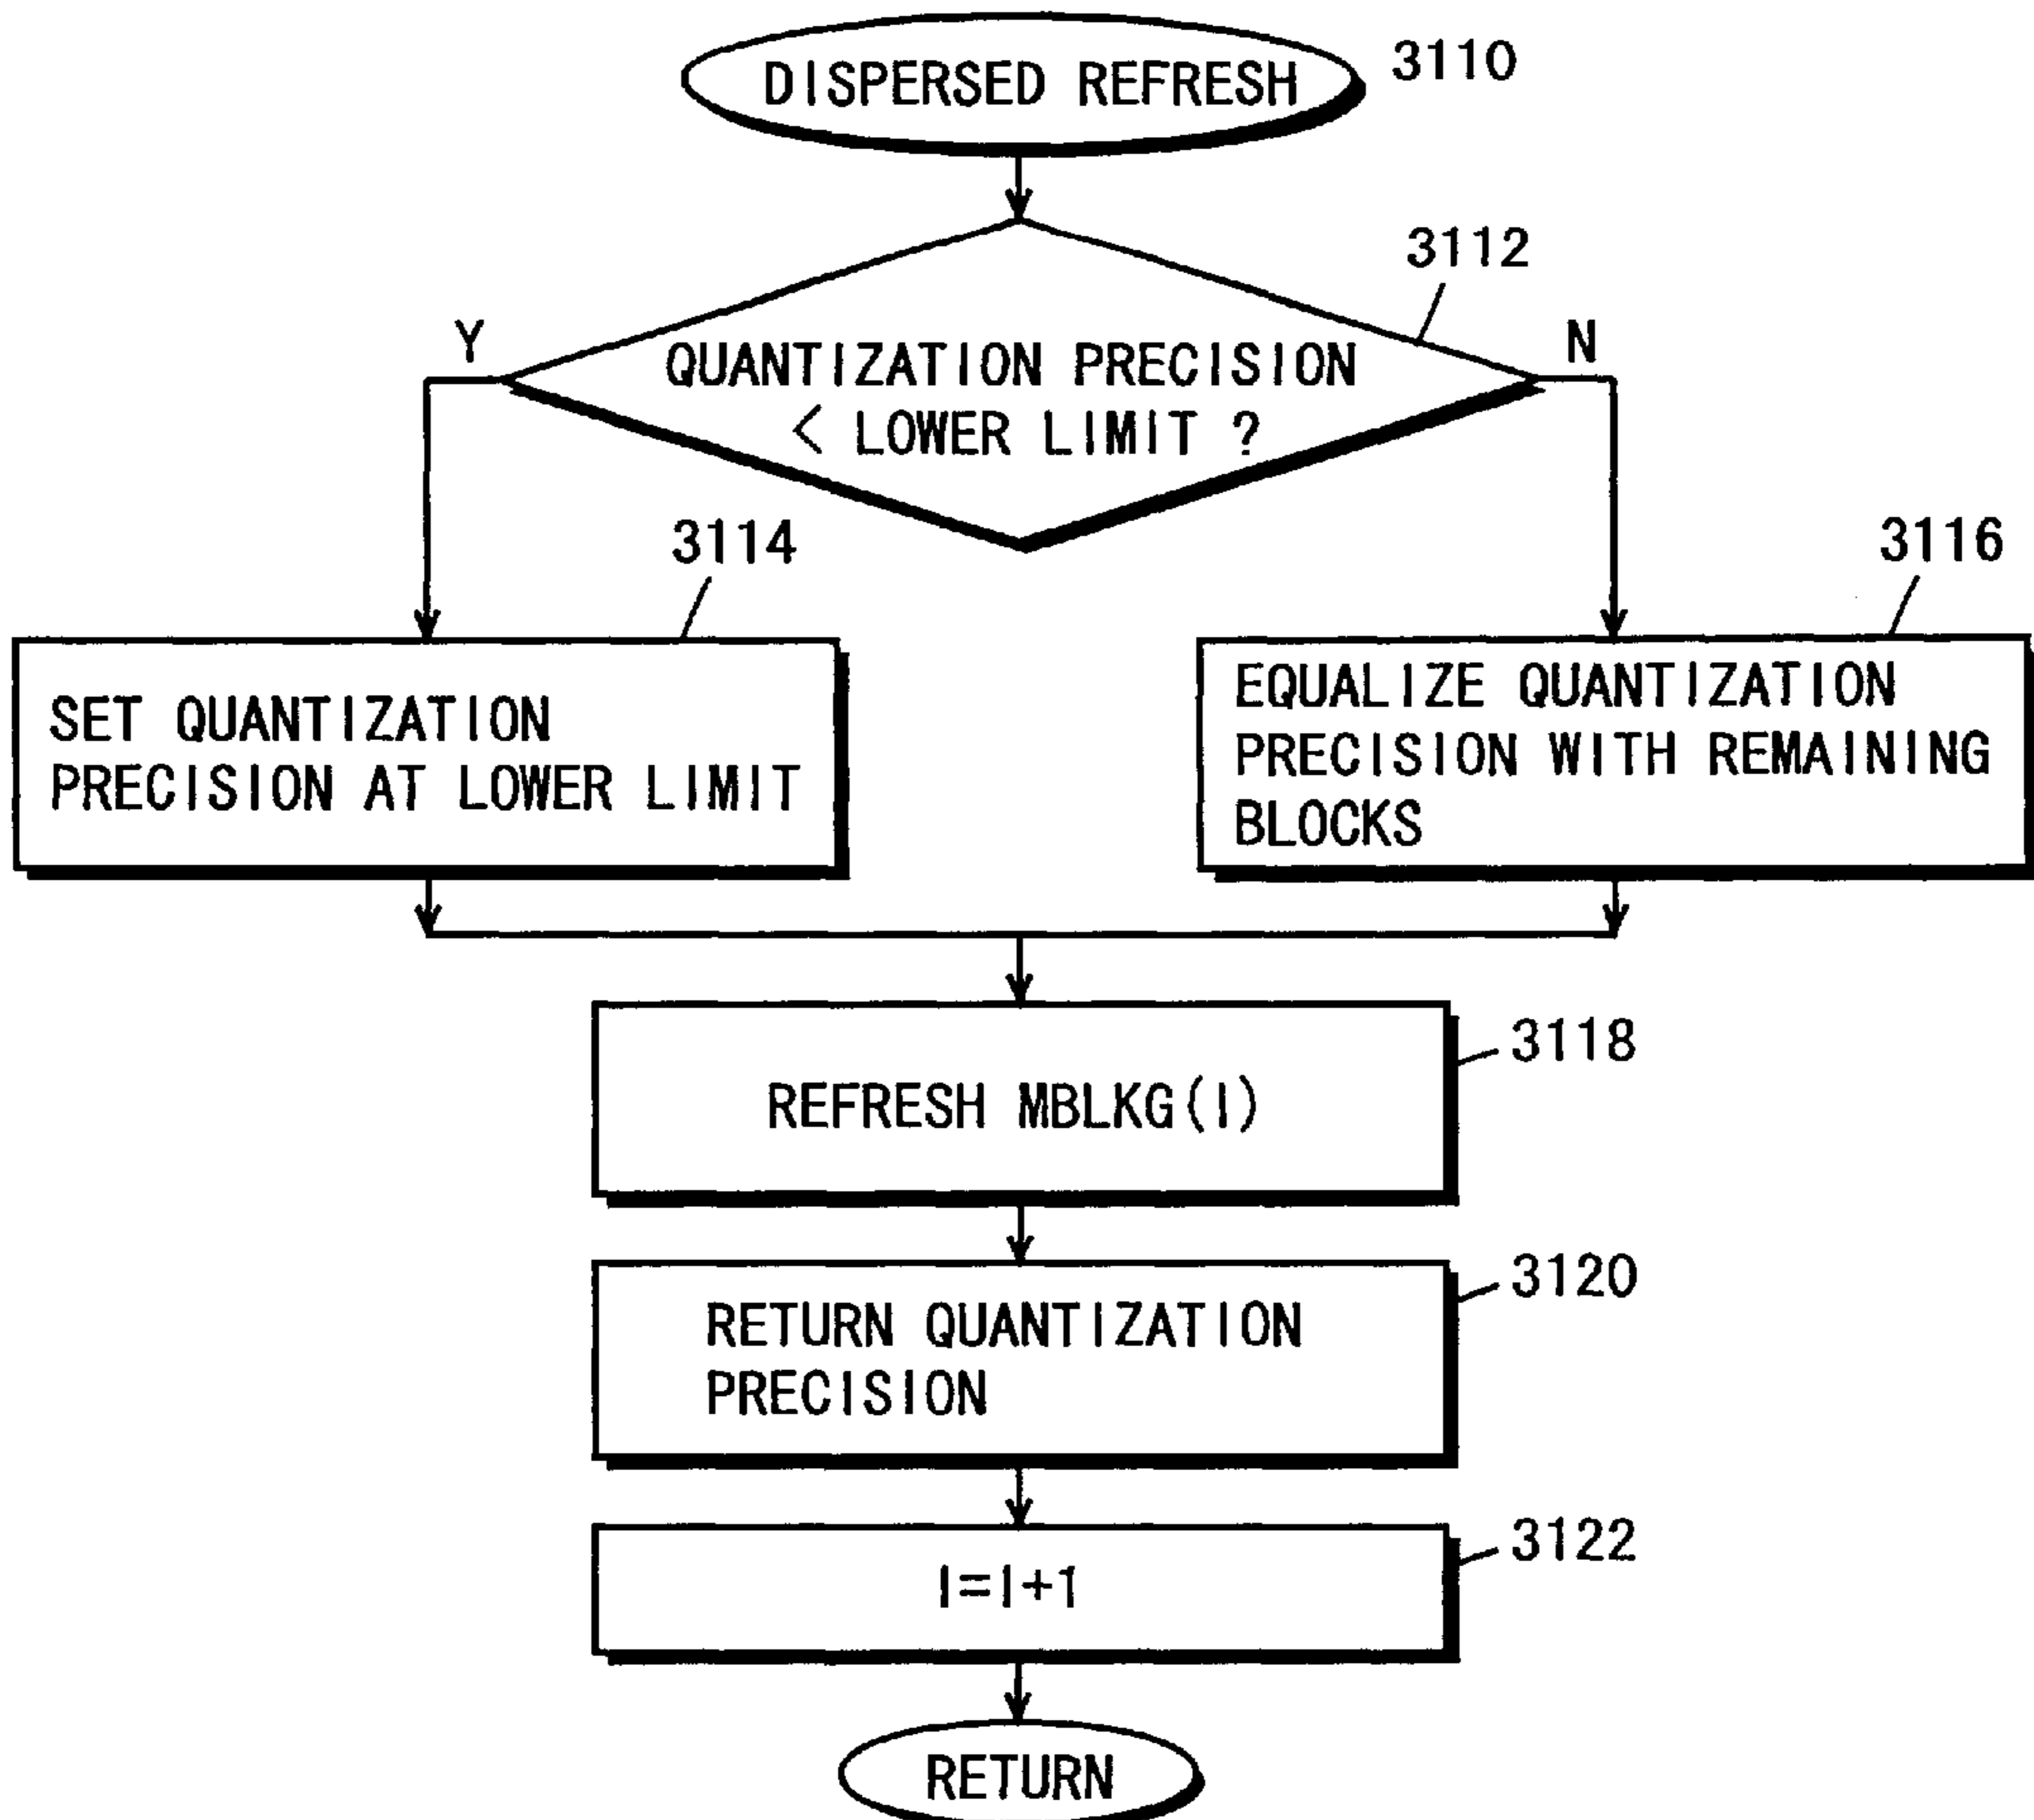 DISPERSED REFRESH
3110
3112
Y
N
QUANTIZATION PRECISION
< LOWER LIMIT ?
3114
3116
SET QUANTIZATION
PRECISION AT LOWER LIMIT
EQUALIZE QUANTIZATION
PRECISION WITH REMAINING
BLOCKS
3118
REFRESH MBLKG(I)
3120
RETURN QUANTIZATION
PRECISION
3122
I=I+1
RETURN